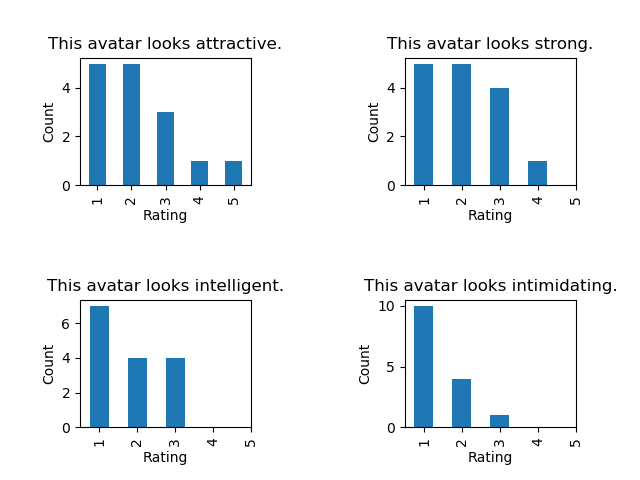 This avatar looks attractive.
4
2
0
Count
1 2 3 4 5
Rating
This avatar looks strong.
4
2
0
Count
1 2 3 4 5
Rating
This avatar looks intelligent.
6
4
2
0
Count
1 2 3 4 5
Rating
This avatar looks intimidating.
10
5
0
Count
1 2 3 4 5
Rating